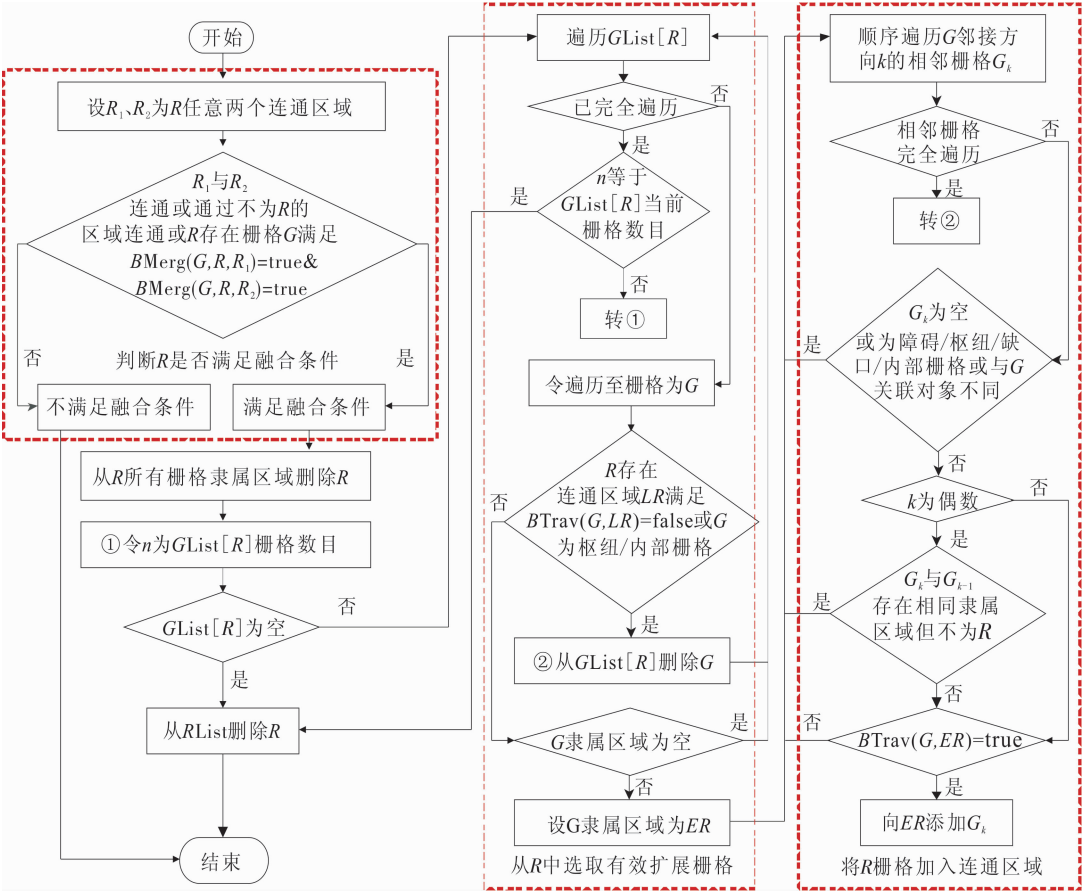 开始
设R₁、R₂为R任意两个连通区域
R₁与R₂
连通或通过不为R的
区域连通或R存在栅格G满足
BMerg(G,R,R₁)=true&
BMerg(G,R,R₂)=true
否
判断R是否满足融合条件
是
不满足融合条件
满足融合条件
从R所有栅格隶属区域删除R
①令n为GList[R]栅格数目
GList[R]为空
否
是
从RList删除R
结束
遍历GList[R]
已完全遍历
否
是
n等于
GList[R]当前
栅格数目
是
否
转①
令遍历至栅格为G
R存在
连通区域LR满足
BTrav(G,LR)=false或G
为枢纽/内部栅格
否
是
②从GList[R]删除G
G隶属区域为空
是
否
设G隶属区域为ER
从R中选取有效扩展栅格
顺序遍历G邻接方
向k的相邻栅格Gₖ
相邻栅格
完全遍历
否
是
转②
Gₖ为空
或为障碍/枢纽/缺
口/内部栅格或与G
关联对象不同
是
否
k为偶数
否
是
Gₖ与Gₖ₋₁
存在相同隶属
区域但不为R
是
否
BTrav(G,ER)=true
否
是
向ER添加Gₖ
将R栅格加入连通区域